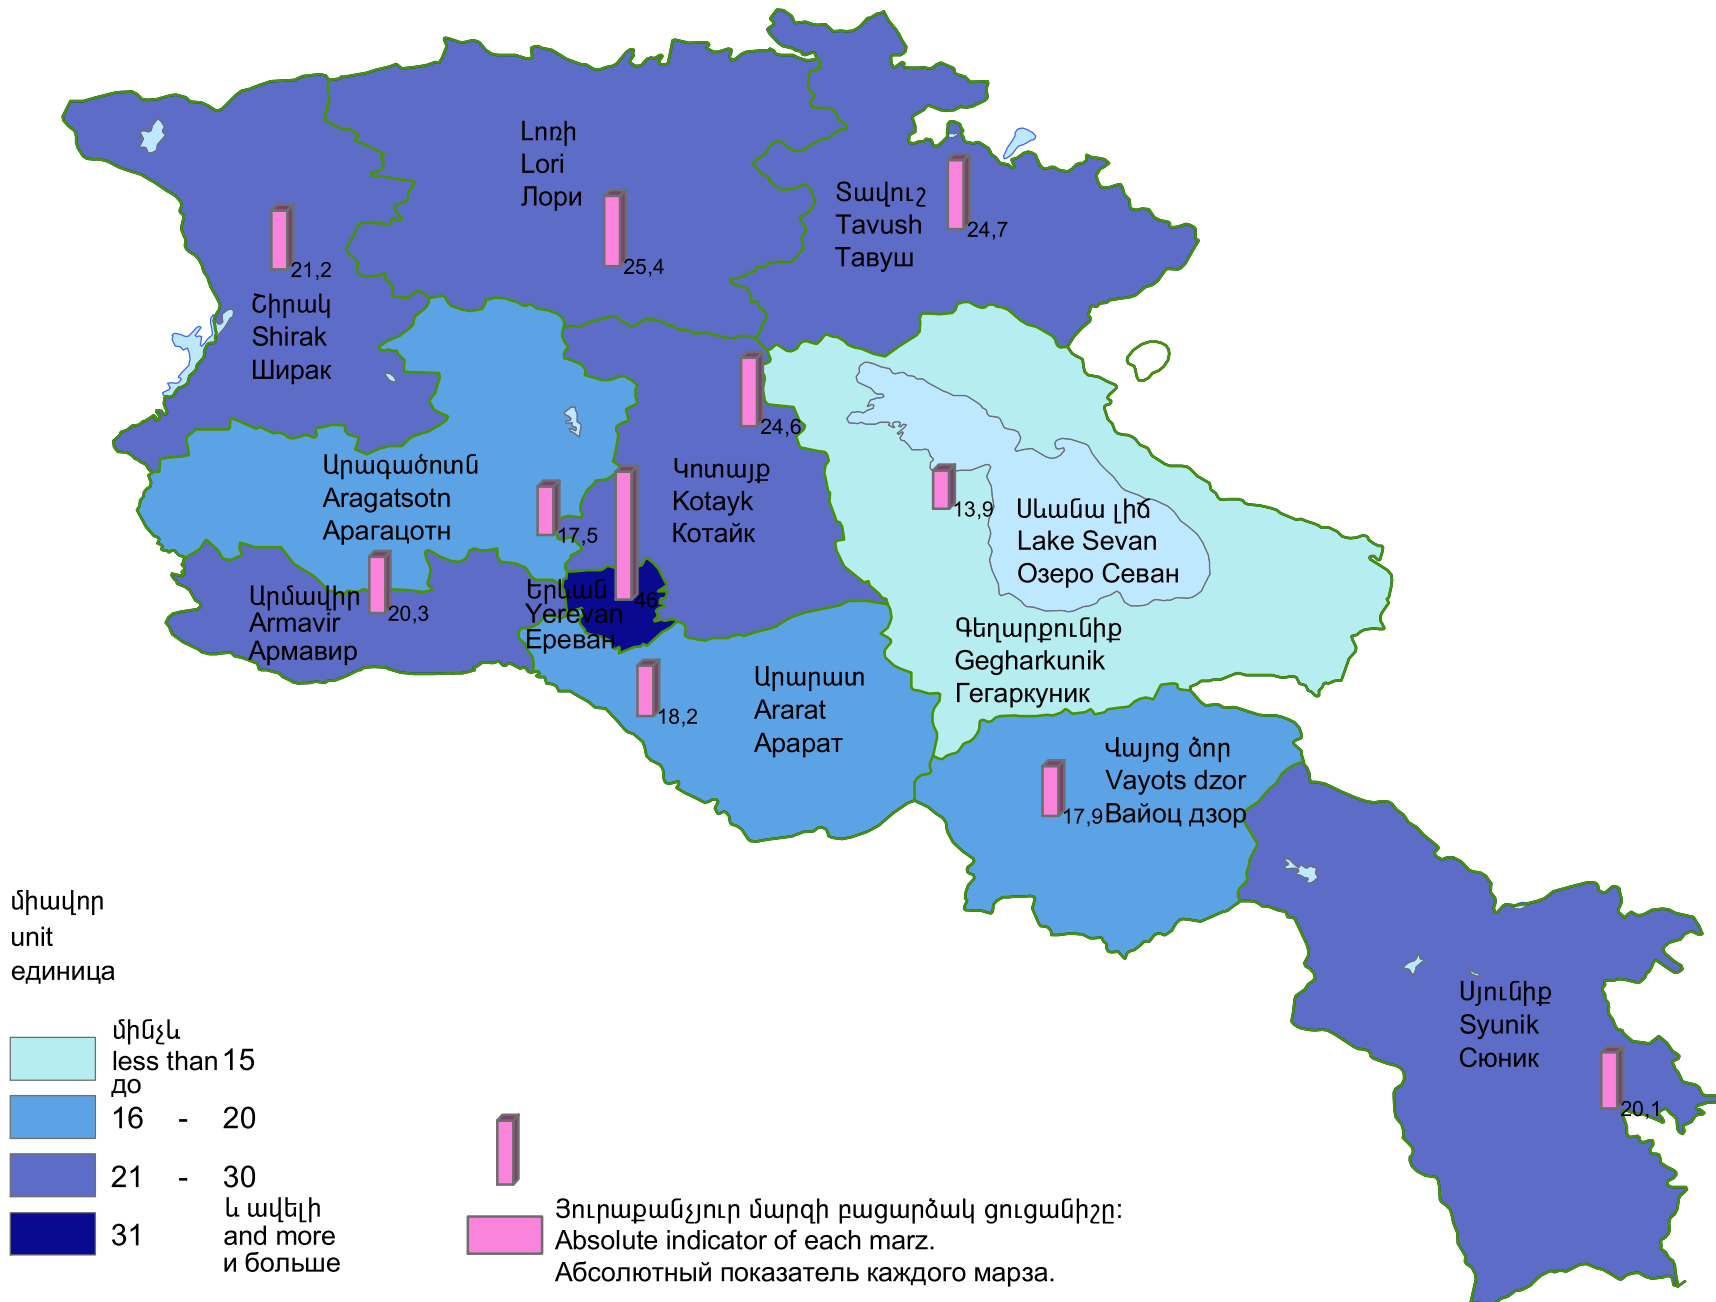 Լոռի
Lori
Лори
25,4
Տավուշ
Tavush
Тавуш
24,7
21,2
Շիրակ
Shirak
Ширак
24,6
Կոտայք
Kotayk
Котайк
Արագածոտն
Aragatsotn
Арагацотн
17,5
13,9
Սևանա լիճ
Lake Sevan
Озеро Севан
Արմավիր
Armavir
Армавир
20,3
Երևան
Yerevan
Ереван
46
Գեղարքունիք
Gegharkunik
Гегаркуник
18,2
Արարատ
Ararat
Арарат
Վայոց ձոր
Vayots dzor
Вайоц дзор
17,9
Սյունիք
Syunik
Сюник
20,1
միավոր
unit
единица
մինչև
less than 15
до
16 - 20
21 - 30
31
և ավելի
and more
и больше
Յուրաքանչյուր մարզի բացարձակ ցուցանիշը:
Absolute indicator of each marz.
Абсолютный показатель каждого марза.